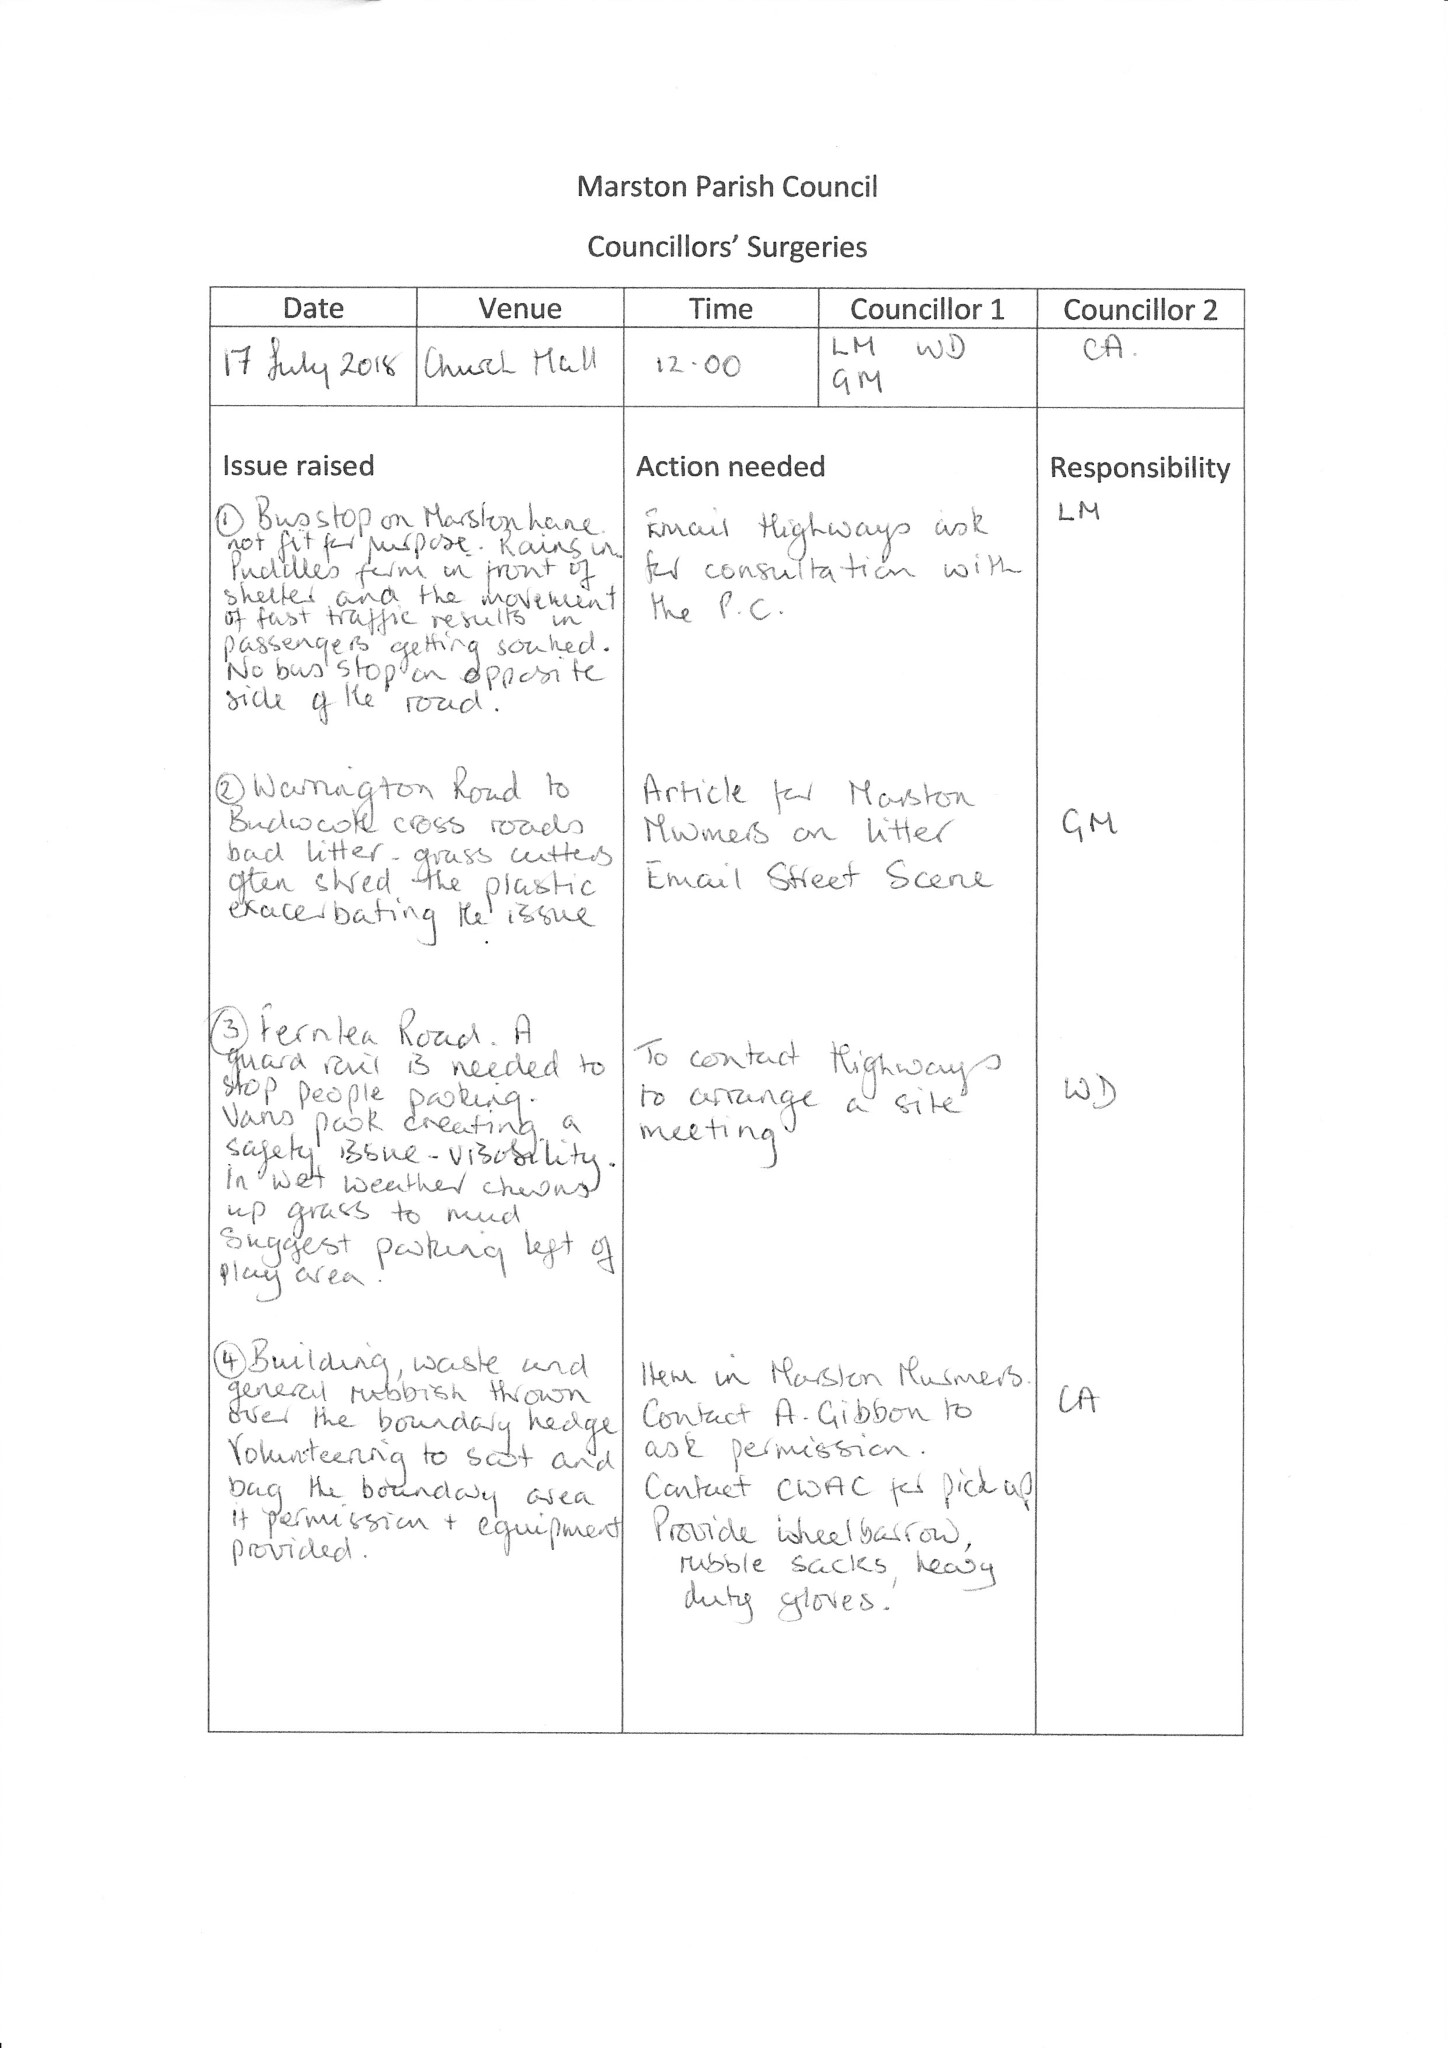 Marston Parish Council
Councillors' Surgeries
Date Venue Time Councillor 1 Councillor 2
17 July 2018 Church Hall 12.00 LM WD CA.
GM
Issue raised Action needed Responsibility
① Bus stop on Marston Lane.
not fit for purpose. Rains in
Puddles form in front of
shelter and the movement
of fast traffic results in
passengers getting soaked.
No bus stop on opposite
side of the road.
Email Highways ask
for consultation with
the P.C.
LM
② Warrington Road to
Budworth cross roads
bad litter - grass cutters
often shred the plastic
exacerbating the issue
Article for Marston
on litter
Email Street Scene
GM
③ Fernlea Road. A
guard rail is needed to
stop people parking.
Vans park creating a
safety issue - visibility.
In wet weather churns
up grass to mud
Suggest parking left of
play area.
To contact Highways
to arrange a site
meeting
WD
④ Building, waste and
general rubbish thrown
over the boundary hedge
Volunteering to sort and
bag the boundary area
if permission + equipment
provided.
Item in Marston Murmers.
Contact A. Gibbon to
ask permission.
Contact CWAC for pick up
Provide wheelbarrow,
rubble sacks, heavy
duty gloves.
CA